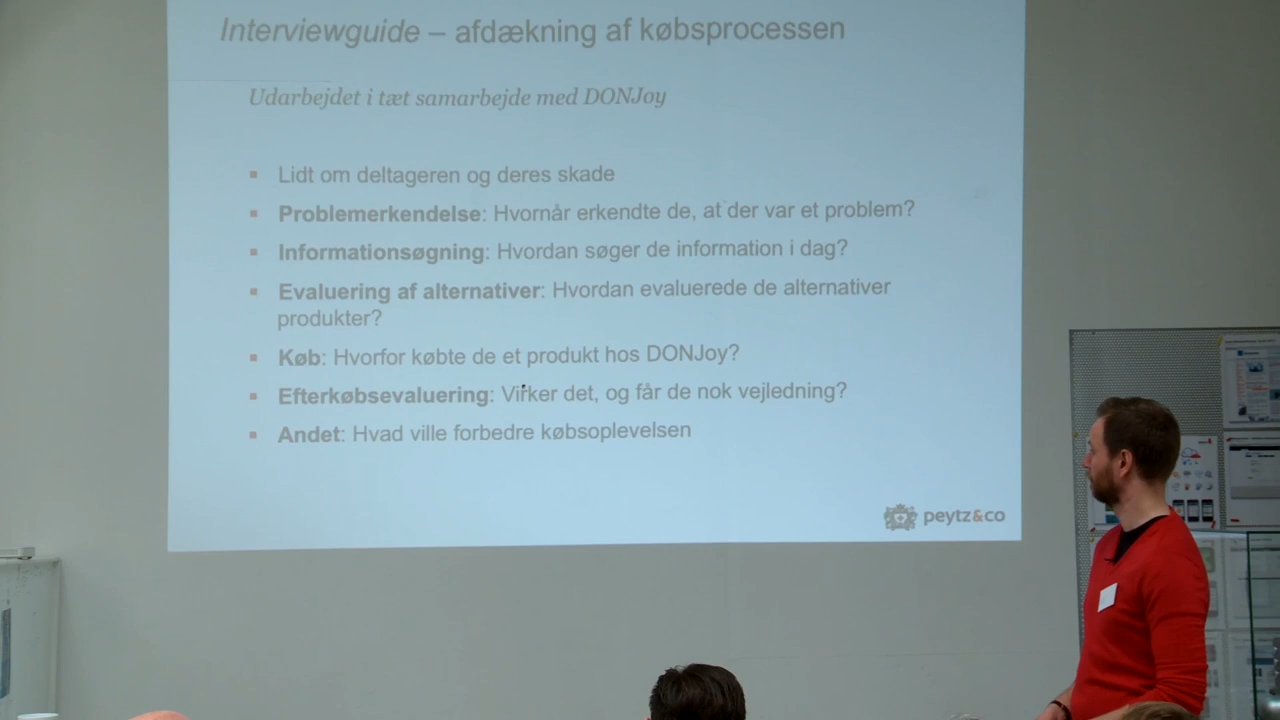 Interviewguide – afdækning af købsprocessen
Udarbejdet i tæt samarbejde med DONJoy
▪ Lidt om deltageren og deres skade
▪ Problemerkendelse: Hvornår erkendte de, at der var et problem?
▪ Informationsøgning: Hvordan søger de information i dag?
▪ Evaluering af alternativer: Hvordan evaluerede de alternativer
produkter?
▪ Køb: Hvorfor købte de et produkt hos DONJoy?
▪ Efterkøbsevaluering: Virker det, og får de nok vejledning?
▪ Andet: Hvad ville forbedre købsoplevelsen
peytz&co